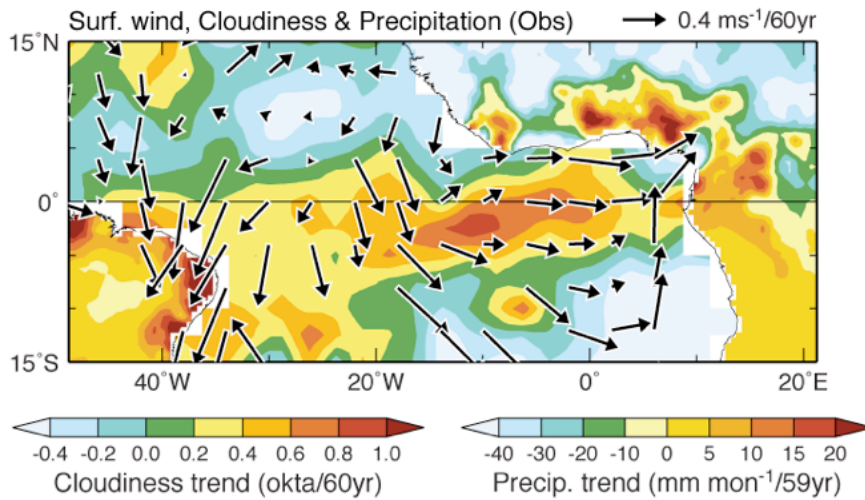 Surf. wind, Cloudiness & Precipitation (Obs) 0.4 ms⁻¹/60yr
15°N
0°
15°S
40°W 20°W 0° 20°E
-0.4 -0.2 0.0 0.2 0.4 0.6 0.8 1.0
Cloudiness trend (okta/60yr)
-40 -30 -20 -10 0 5 10 15 20
Precip. trend (mm mon⁻¹/59yr)